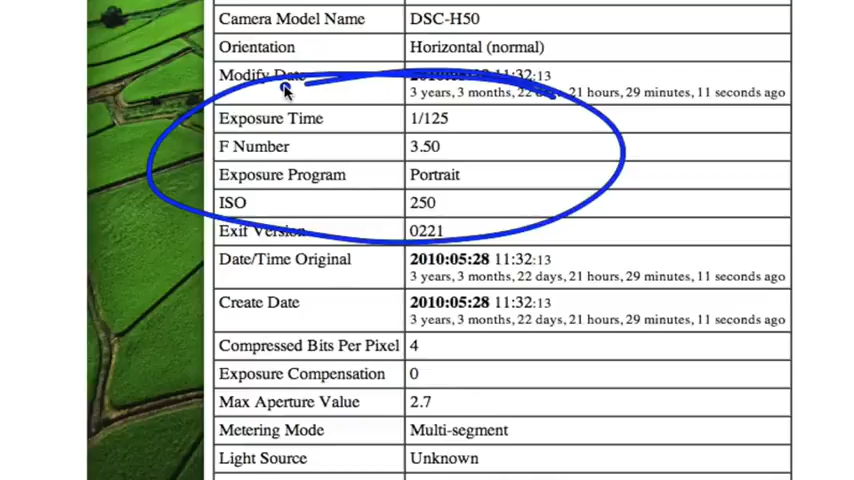 Camera Model Name DSC-H50
Orientation Horizontal (normal)
Modify Date 2010:05:28 11:32:13
3 years, 3 months, 22 days, 21 hours, 29 minutes, 11 seconds ago
Exposure Time 1/125
F Number 3.50
Exposure Program Portrait
ISO 250
Exif Version 0221
Date/Time Original 2010:05:28 11:32:13
3 years, 3 months, 22 days, 21 hours, 29 minutes, 11 seconds ago
Create Date 2010:05:28 11:32:13
3 years, 3 months, 22 days, 21 hours, 29 minutes, 11 seconds ago
Compressed Bits Per Pixel 4
Exposure Compensation 0
Max Aperture Value 2.7
Metering Mode Multi-segment
Light Source Unknown